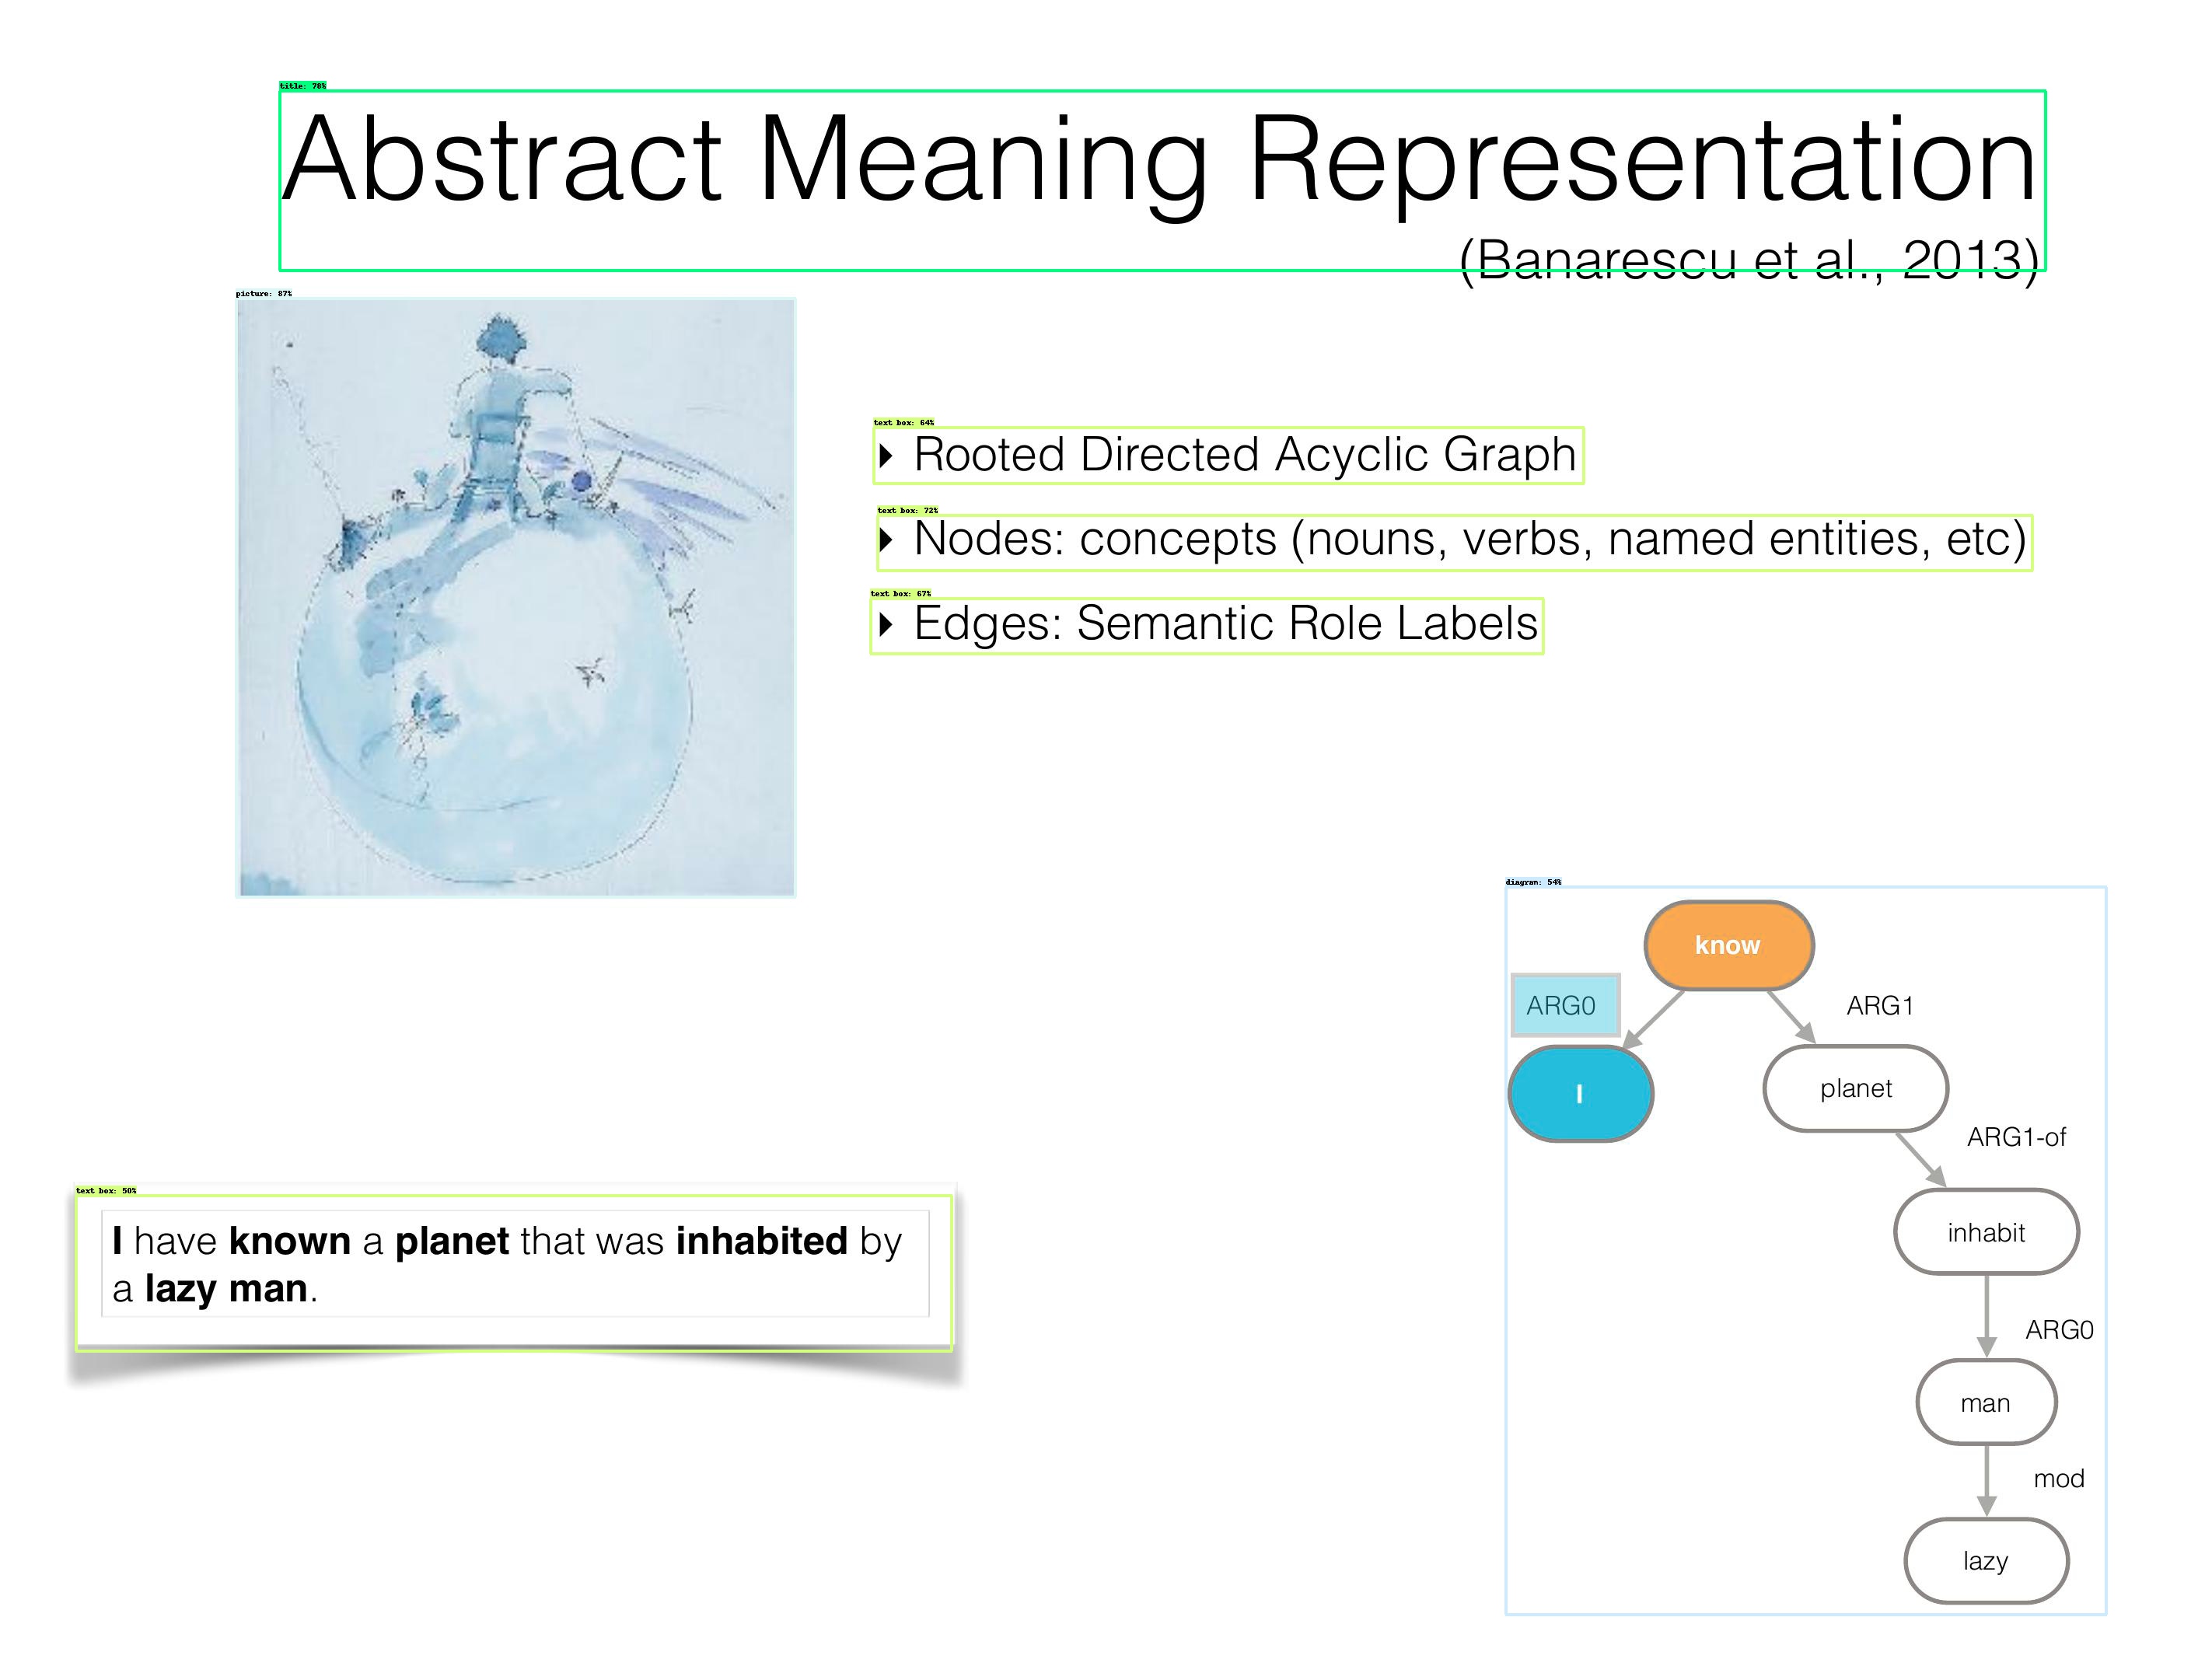 title: 78%
Abstract Meaning Representation
(Banarescu et al., 2013)
picture: 87%
text box: 64%
‣ Rooted Directed Acyclic Graph
text box: 72%
‣ Nodes: concepts (nouns, verbs, named entities, etc)
text box: 67%
‣ Edges: Semantic Role Labels
diagram: 54%
know
ARG0
ARG1
I
planet
ARG1-of
inhabit
ARG0
man
mod
lazy
text box: 50%
I have known a planet that was inhabited by
a lazy man.